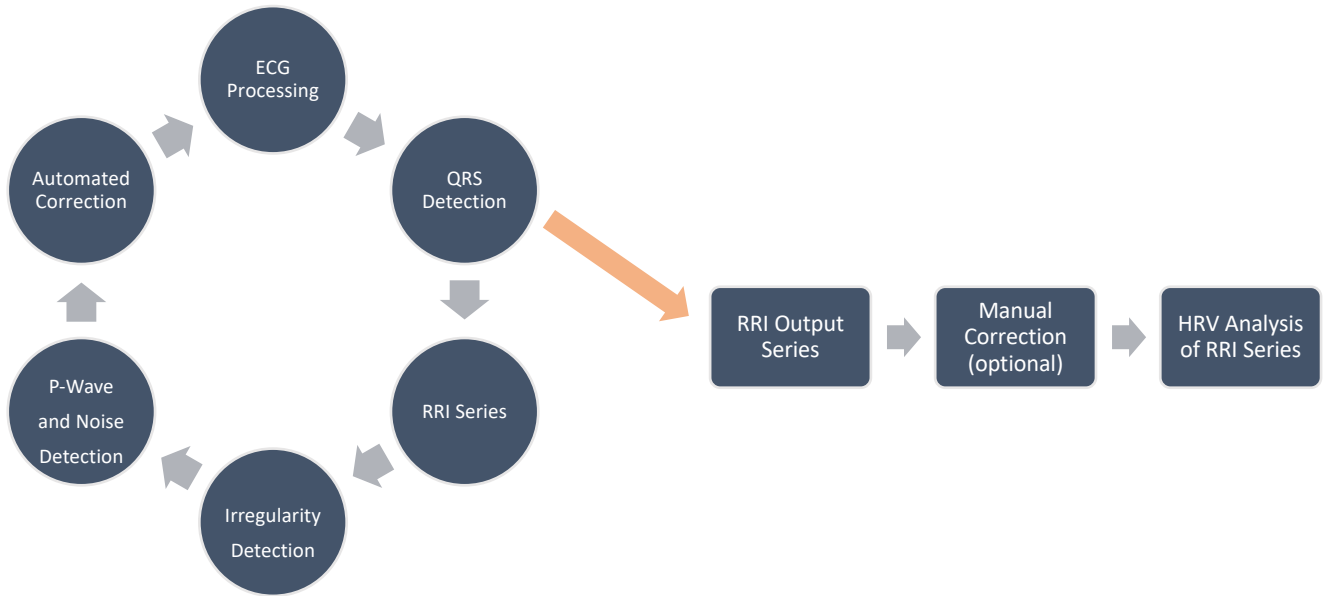 ECG
Processing
QRS
Detection
RRI Series
Irregularity
Detection
P-Wave
and Noise
Detection
Automated
Correction
RRI Output
Series
Manual
Correction
(optional)
HRV Analysis
of RRI Series